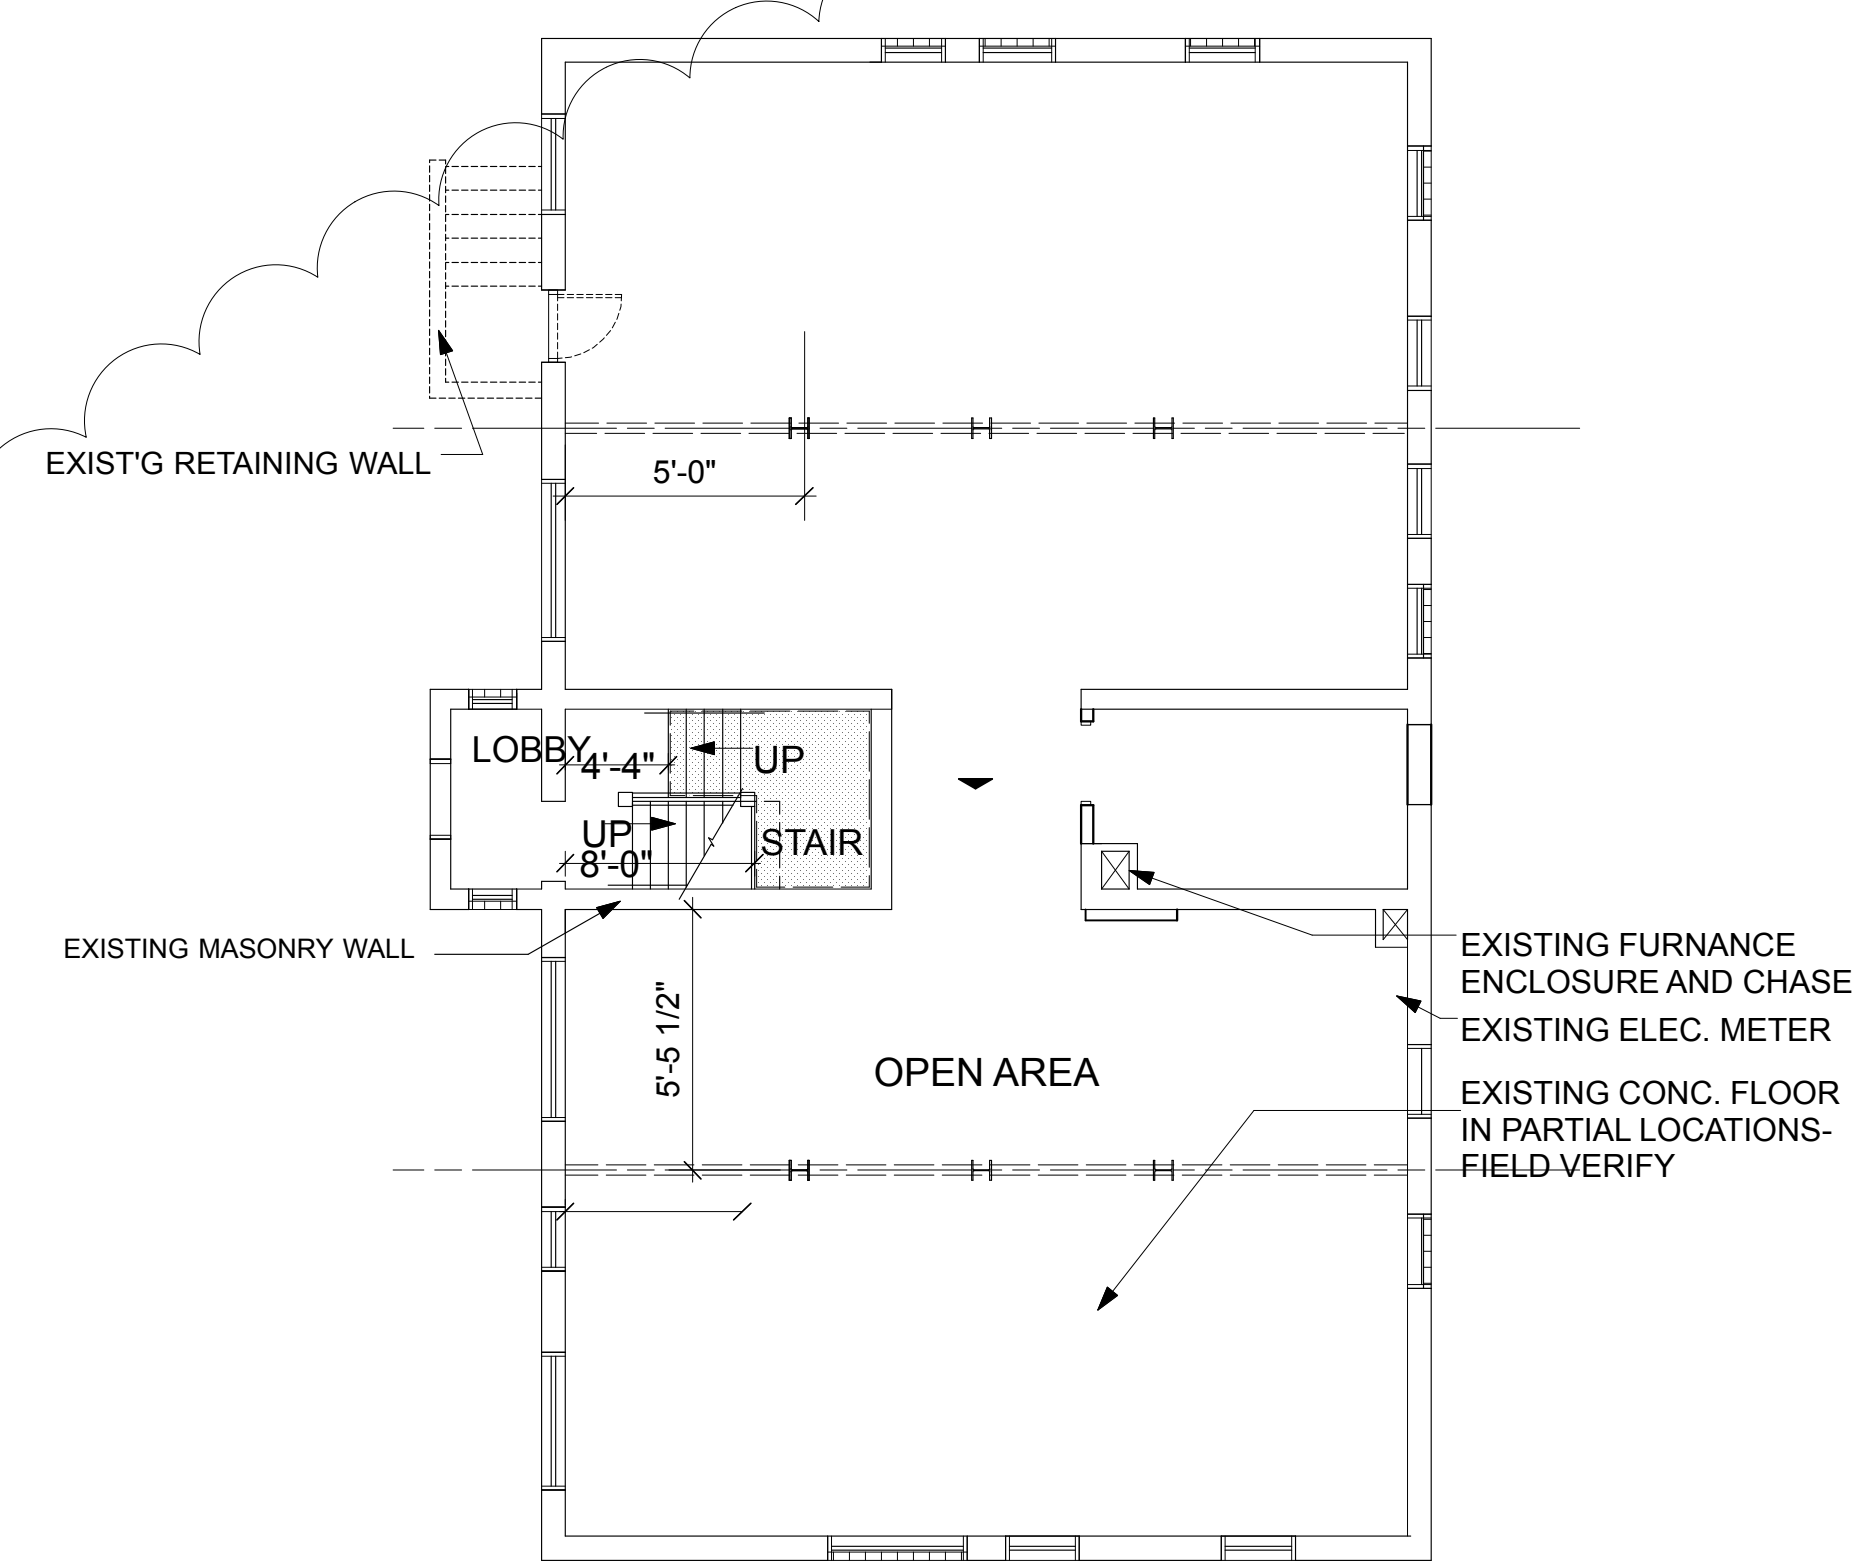 EXIST'G RETAINING WALL
5'-0"
LOBBY
4'-4"
UP
UP
8'-0"
STAIR
EXISTING MASONRY WALL
5'-5 1/2"
OPEN AREA
EXISTING FURNANCE
ENCLOSURE AND CHASE
EXISTING ELEC. METER
EXISTING CONC. FLOOR
IN PARTIAL LOCATIONS-
FIELD VERIFY